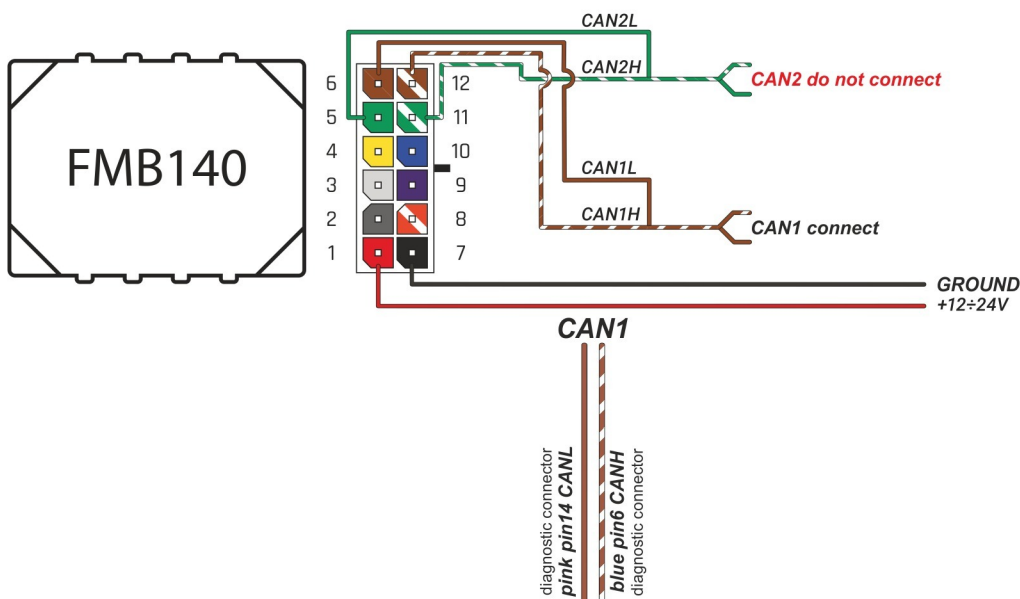 CAN2L
CAN2H
CAN2 do not connect
FMB140
6 12
5 11
4 10
3 9
2 8
1 7
CAN1L
CAN1H
CAN1 connect
GROUND
+12÷24V
CAN1
diagnostic connector
pink pin14 CANL
blue pin6 CANH
diagnostic connector